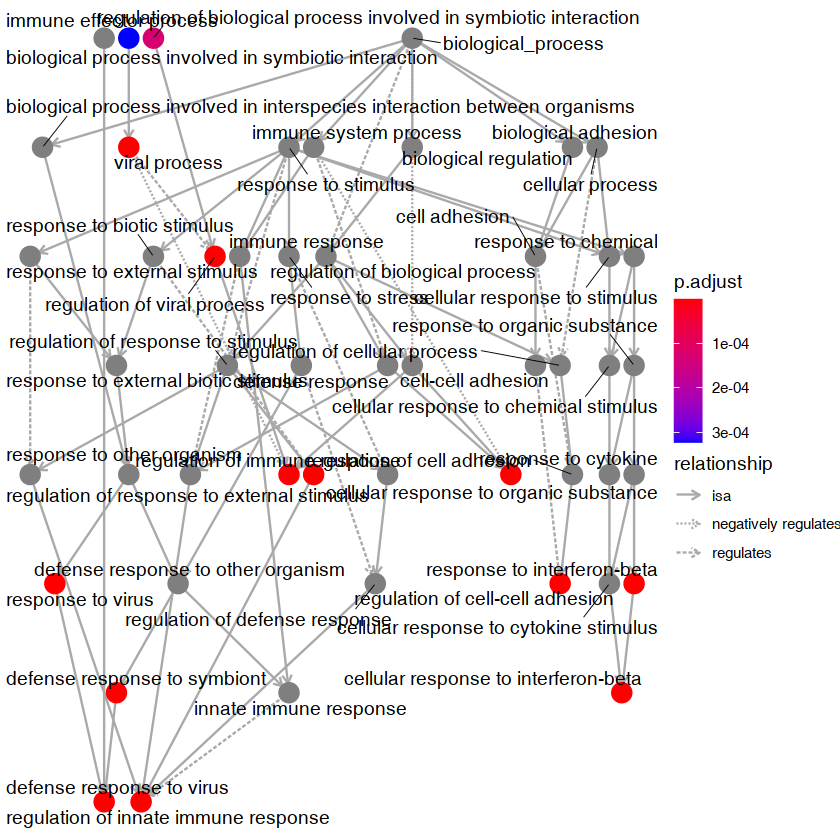 regulation of biological process involved in symbiotic interaction
immune effector process
biological_process
biological process involved in symbiotic interaction
biological process involved in interspecies interaction between organisms
immune system process
biological adhesion
viral process
biological regulation
response to stimulus
cellular process
cell adhesion
response to biotic stimulus
immune response
response to chemical
response to external stimulus
regulation of biological process
p.adjust
regulation of viral process
response to stress
cellular response to stimulus
response to organic substance
1e-04
regulation of response to stimulus
regulation of cellular process
response to external biotic stimulus
defense response
cell-cell adhesion
2e-04
cellular response to chemical stimulus
3e-04
response to other organism
regulation of immune response
regulation of cell adhesion
response to cytokine
relationship
regulation of response to external stimulus
cellular response to organic substance
isa
negatively regulates
regulates
defense response to other organism
response to interferon-beta
response to virus
regulation of cell-cell adhesion
regulation of defense response
cellular response to cytokine stimulus
defense response to symbiont
cellular response to interferon-beta
innate immune response
defense response to virus
regulation of innate immune response